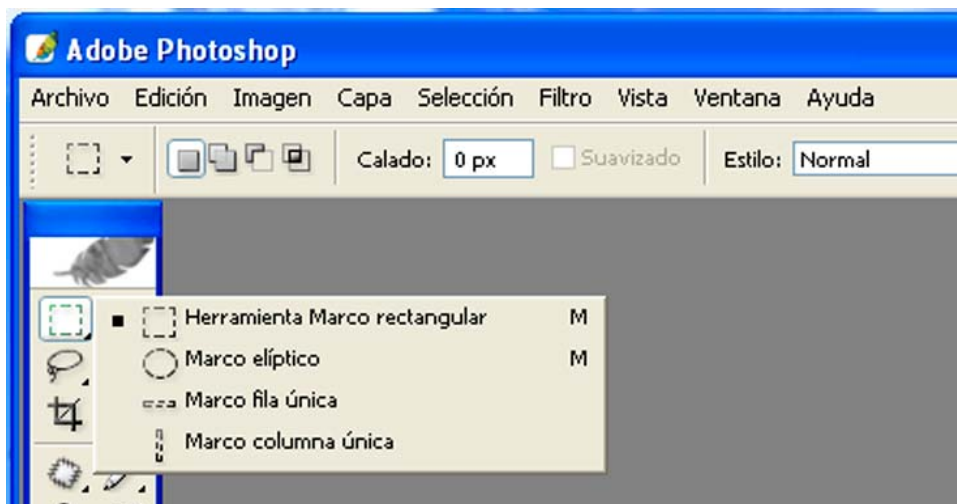 Adobe Photoshop
Archivo Edición Imagen Capa Selección Filtro Vista Ventana Ayuda
Calado: 0 px Suavizado Estilo: Normal
Herramienta Marco rectangular M
Marco elíptico M
Marco fila única
Marco columna única